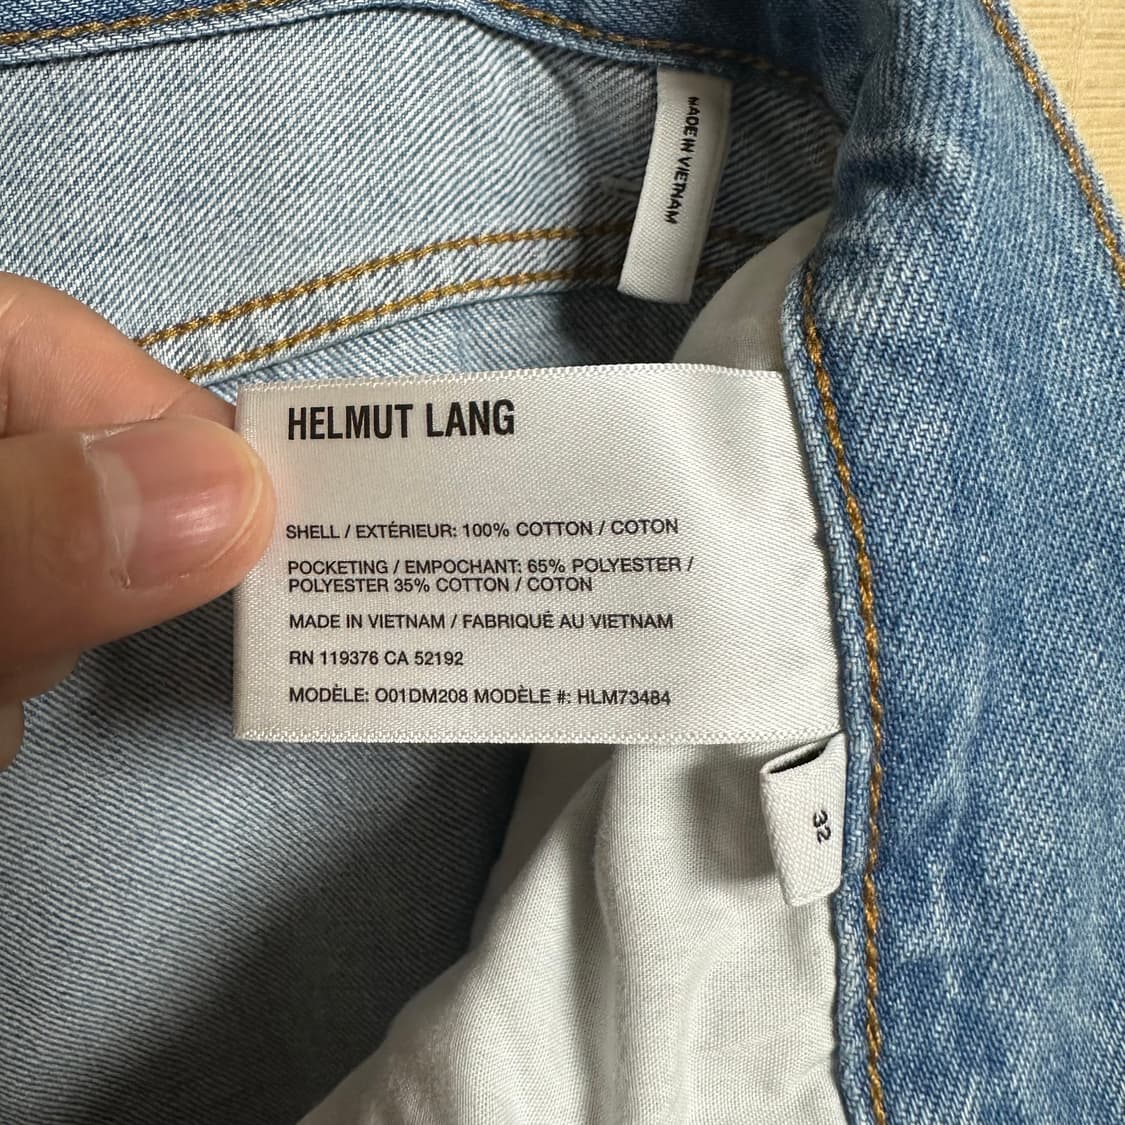 MADE IN VIETNAM
HELMUT LANG
SHELL / EXTÉRIEUR: 100% COTTON / COTON
POCKETING / EMPOCHANT: 65% POLYESTER /
POLYESTER 35% COTTON / COTON
MADE IN VIETNAM / FABRIQUÉ AU VIETNAM
RN 119376 CA 52192
MODÈLE: O01DM208 MODÈLE #: HLM73484
32